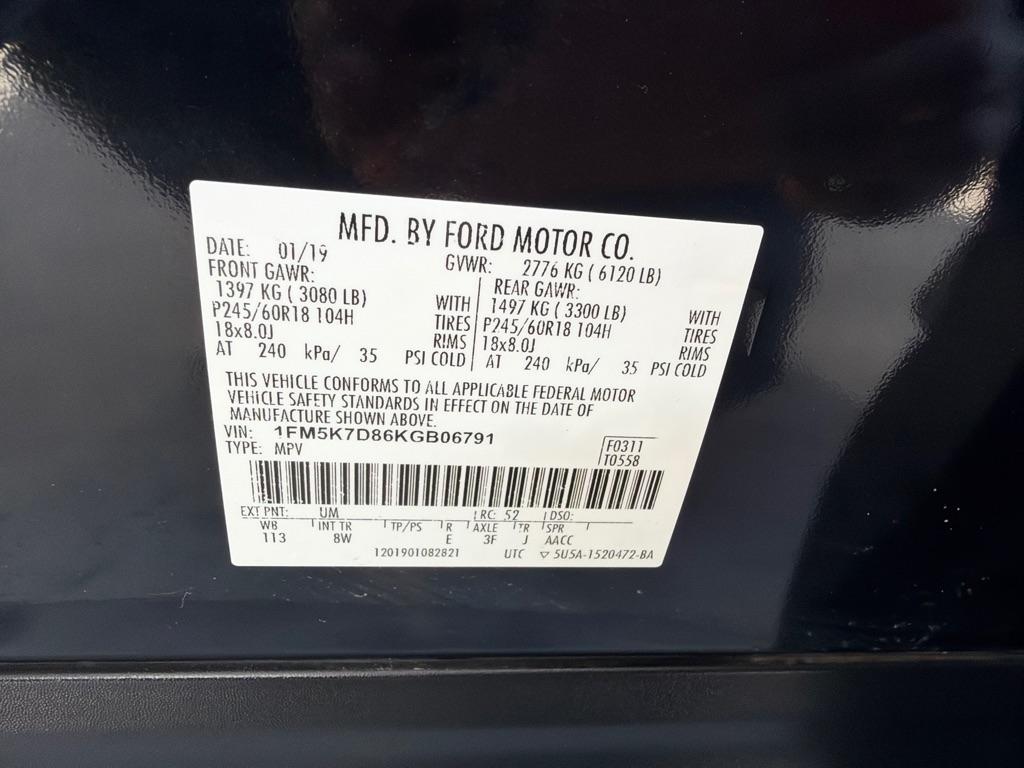 MFD. BY FORD MOTOR CO.
DATE: 01/19 GVWR: 2776 KG ( 6120 LB)
FRONT GAWR: REAR GAWR:
1397 KG ( 3080 LB) WITH 1497 KG ( 3300 LB) WITH
P245/60R18 104H TIRES P245/60R18 104H TIRES
18x8.0J RIMS 18x8.0J RIMS
AT 240 kPa/ 35 PSI COLD AT 240 kPa/ 35 PSI COLD
THIS VEHICLE CONFORMS TO ALL APPLICABLE FEDERAL MOTOR
VEHICLE SAFETY STANDARDS IN EFFECT ON THE DATE OF
MANUFACTURE SHOWN ABOVE.
VIN: 1FM5K7D86KGB06791 F0311
TYPE: MPV T0558
EXT PNT: UM RC: 52 DSO:
WB INT TR TP/PS R AXLE TR SPR
113 8W E 3F J AACC
1201901082821 UTC ▽ 5U5A-1520472-BA